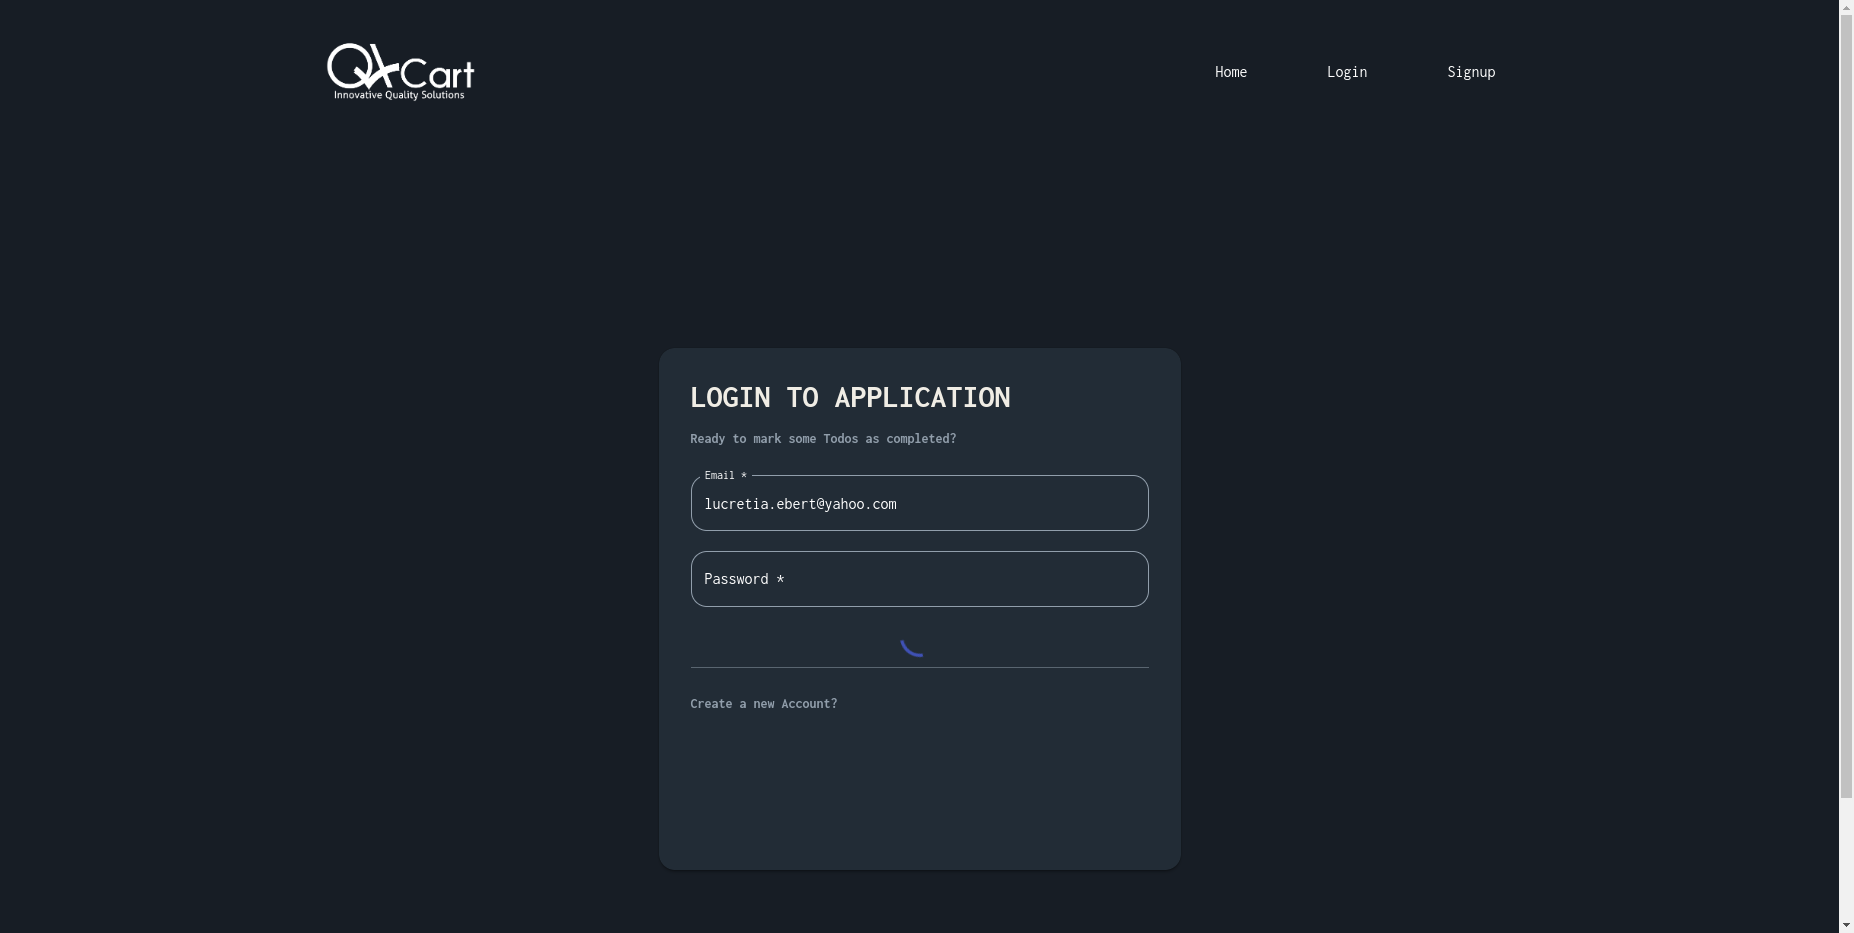 QACart
Innovative Quality Solutions
Home
Login
Signup
LOGIN TO APPLICATION
Ready to mark some Todos as completed?
Email *
lucretia.ebert@yahoo.com
Password *
Create a new Account?